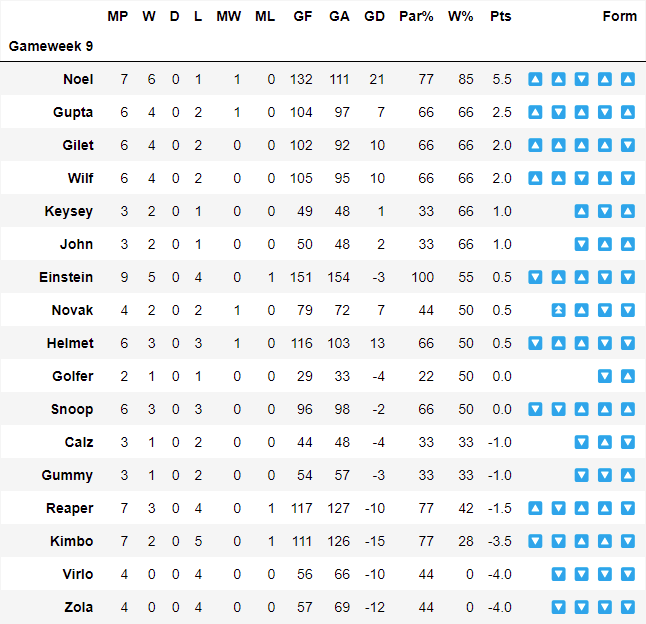 MP W D L MW ML GF GA GD Par% W% Pts Form
Gameweek 9
Noel 7 6 0 1 1 0 132 111 21 77 85 5.5 🔼 🔼 🔽 🔼 🔼
Gupta 6 4 0 2 1 0 104 97 7 66 66 2.5 🔼 🔽 🔼 🔽 🔼
Gilet 6 4 0 2 0 0 102 92 10 66 66 2.0 🔼 🔼 🔼 🔼 🔽
Wilf 6 4 0 2 0 0 105 95 10 66 66 2.0 🔼 🔼 🔽 🔼 🔽
Keysey 3 2 0 1 0 0 49 48 1 33 66 1.0 🔼 🔽 🔼
John 3 2 0 1 0 0 50 48 2 33 66 1.0 🔽 🔼 🔼
Einstein 9 5 0 4 0 1 151 154 -3 100 55 0.5 🔽 🔼 🔼 🔽 🔽
Novak 4 2 0 2 1 0 79 72 7 44 50 0.5 ⏫ 🔼 🔽 🔽
Helmet 6 3 0 3 1 0 116 103 13 66 50 0.5 🔽 🔼 🔼 🔽 🔽
Golfer 2 1 0 1 0 0 29 33 -4 22 50 0.0 🔽 🔼
Snoop 6 3 0 3 0 0 96 98 -2 66 50 0.0 🔽 🔽 🔼 🔼 🔼
Calz 3 1 0 2 0 0 44 48 -4 33 33 -1.0 🔽 🔼 🔽
Gummy 3 1 0 2 0 0 54 57 -3 33 33 -1.0 🔽 🔽 🔼
Reaper 7 3 0 4 0 1 117 127 -10 77 42 -1.5 🔼 🔽 🔼 🔼 🔽
Kimbo 7 2 0 5 0 1 111 126 -15 77 28 -3.5 🔽 🔽 🔼 🔼 🔽
Virlo 4 0 0 4 0 0 56 66 -10 44 0 -4.0 🔽 🔽 🔽 🔽
Zola 4 0 0 4 0 0 57 69 -12 44 0 -4.0 🔽 🔽 🔽 🔽